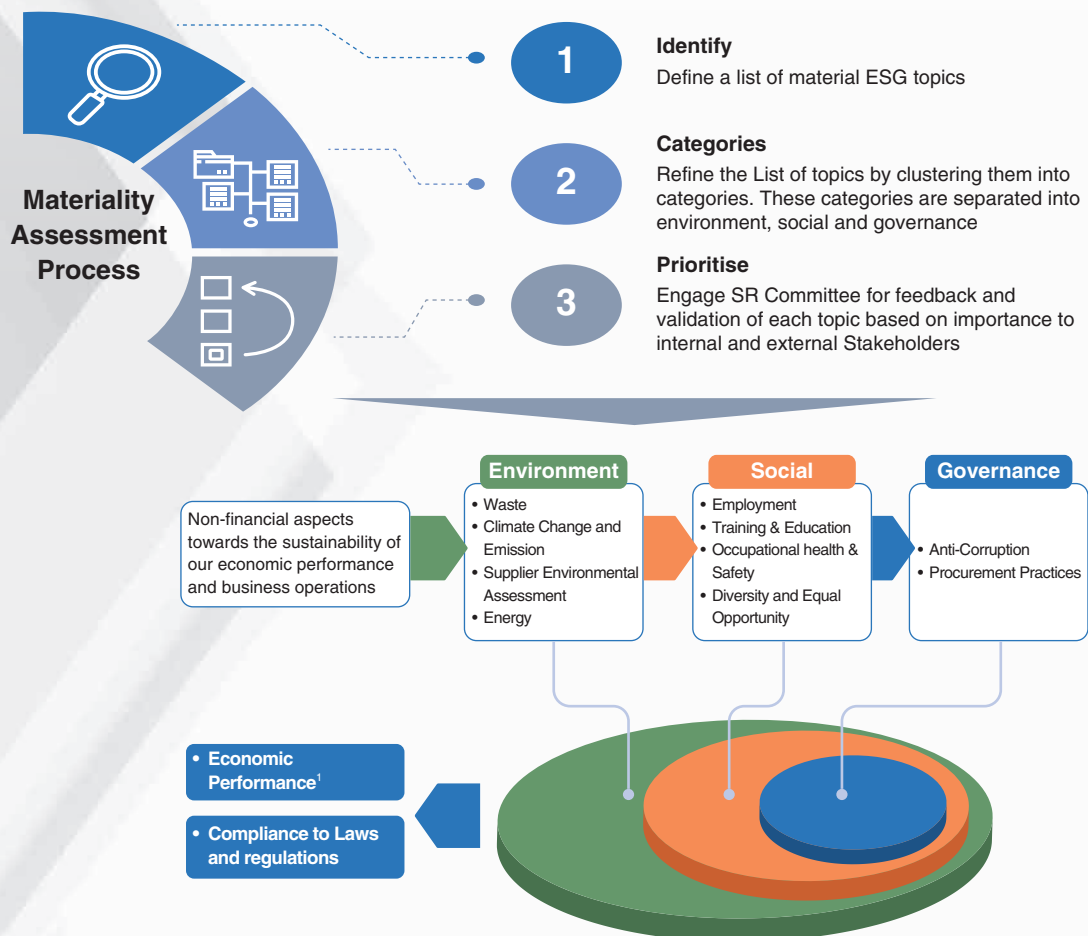 Materiality
Assessment
Process
1
Identify
Define a list of material ESG topics
2
Categories
Refine the List of topics by clustering them into
categories. These categories are separated into
environment, social and governance
3
Prioritise
Engage SR Committee for feedback and
validation of each topic based on importance to
internal and external Stakeholders
Non-financial aspects
towards the sustainability of
our economic performance
and business operations
Environment
• Waste
• Climate Change and
Emission
• Supplier Environmental
Assessment
• Energy
Social
• Employment
• Training & Education
• Occupational health &
Safety
• Diversity and Equal
Opportunity
Governance
• Anti-Corruption
• Procurement Practices
• Economic
Performance¹
• Compliance to Laws
and regulations